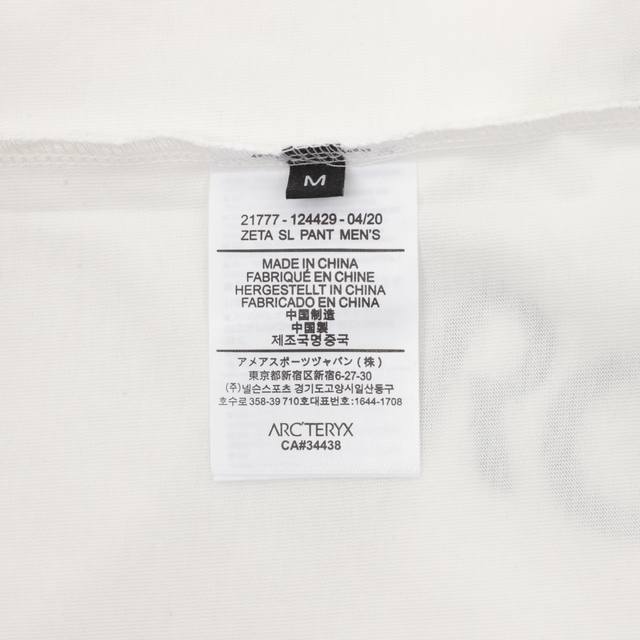 M
21777 - 124429 - 04/20
ZETA SL PANT MEN'S
MADE IN CHINA
FABRIQUÉ EN CHINE
HERGESTELLT IN CHINA
FABRICADO EN CHINA
中国制造
中国製
제조국명중국
アメアスポーツジャパン (株)
東京都新宿区新宿6-27-30
(주)넬슨스포츠 경기도고양시일산동구
호수로 358-39 710호대표번호: 1644-1708
ARC'TERYX
CA#34438